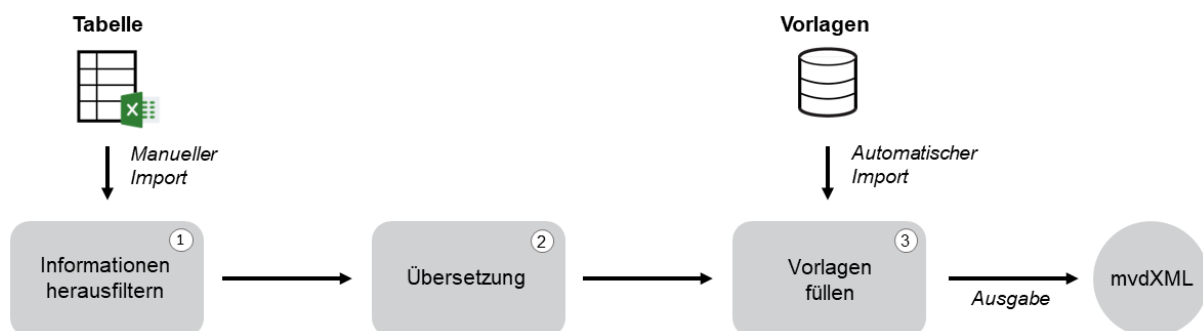 Tabelle
Vorlagen
X
Manueller
Import
Automatischer
Import
1
Informationen
herausfiltern
2
Übersetzung
3
Vorlagen
füllen
Ausgabe
mvdXML